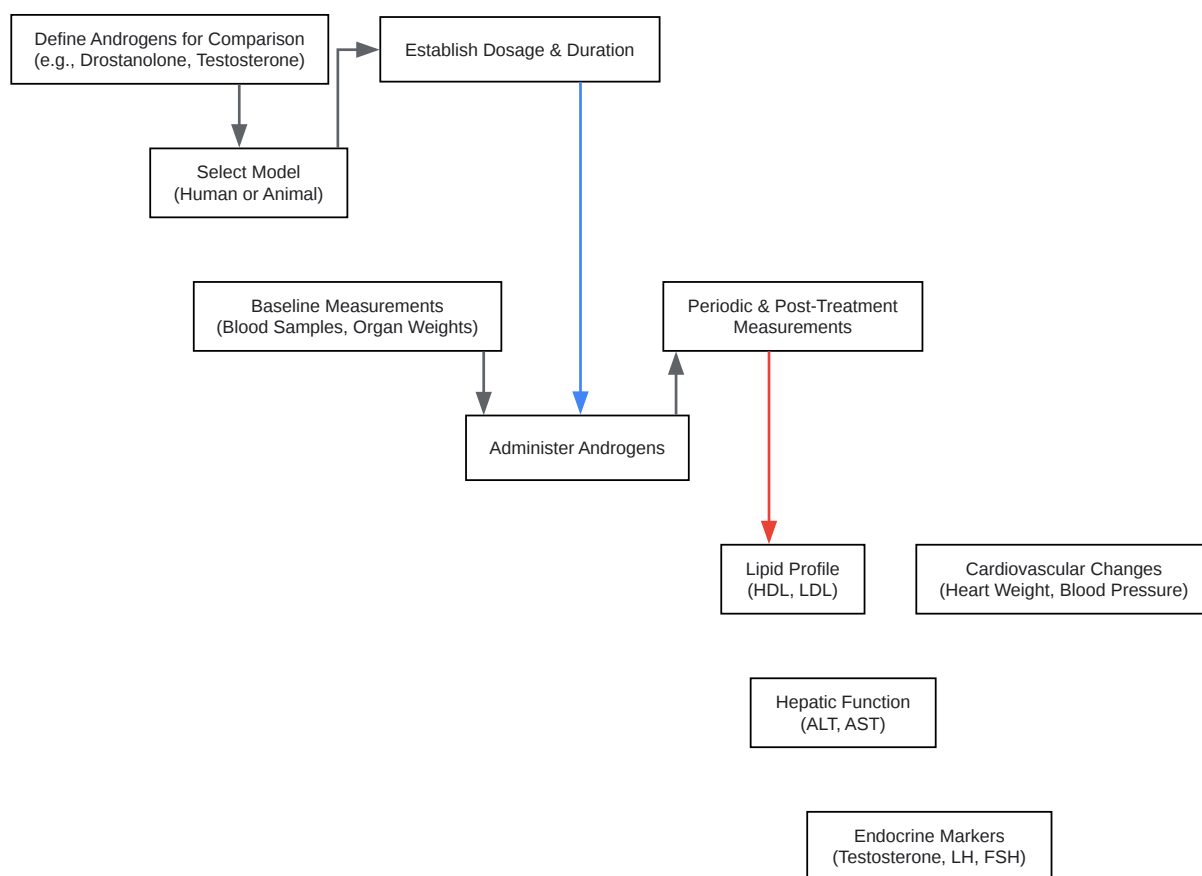 Define Androgens for Comparison
(e.g., Drostanolone, Testosterone)
Establish Dosage & Duration
Select Model
(Human or Animal)
Baseline Measurements
(Blood Samples, Organ Weights)
Periodic & Post-Treatment
Measurements
Administer Androgens
Lipid Profile
(HDL, LDL)
Cardiovascular Changes
(Heart Weight, Blood Pressure)
Hepatic Function
(ALT, AST)
Endocrine Markers
(Testosterone, LH, FSH)